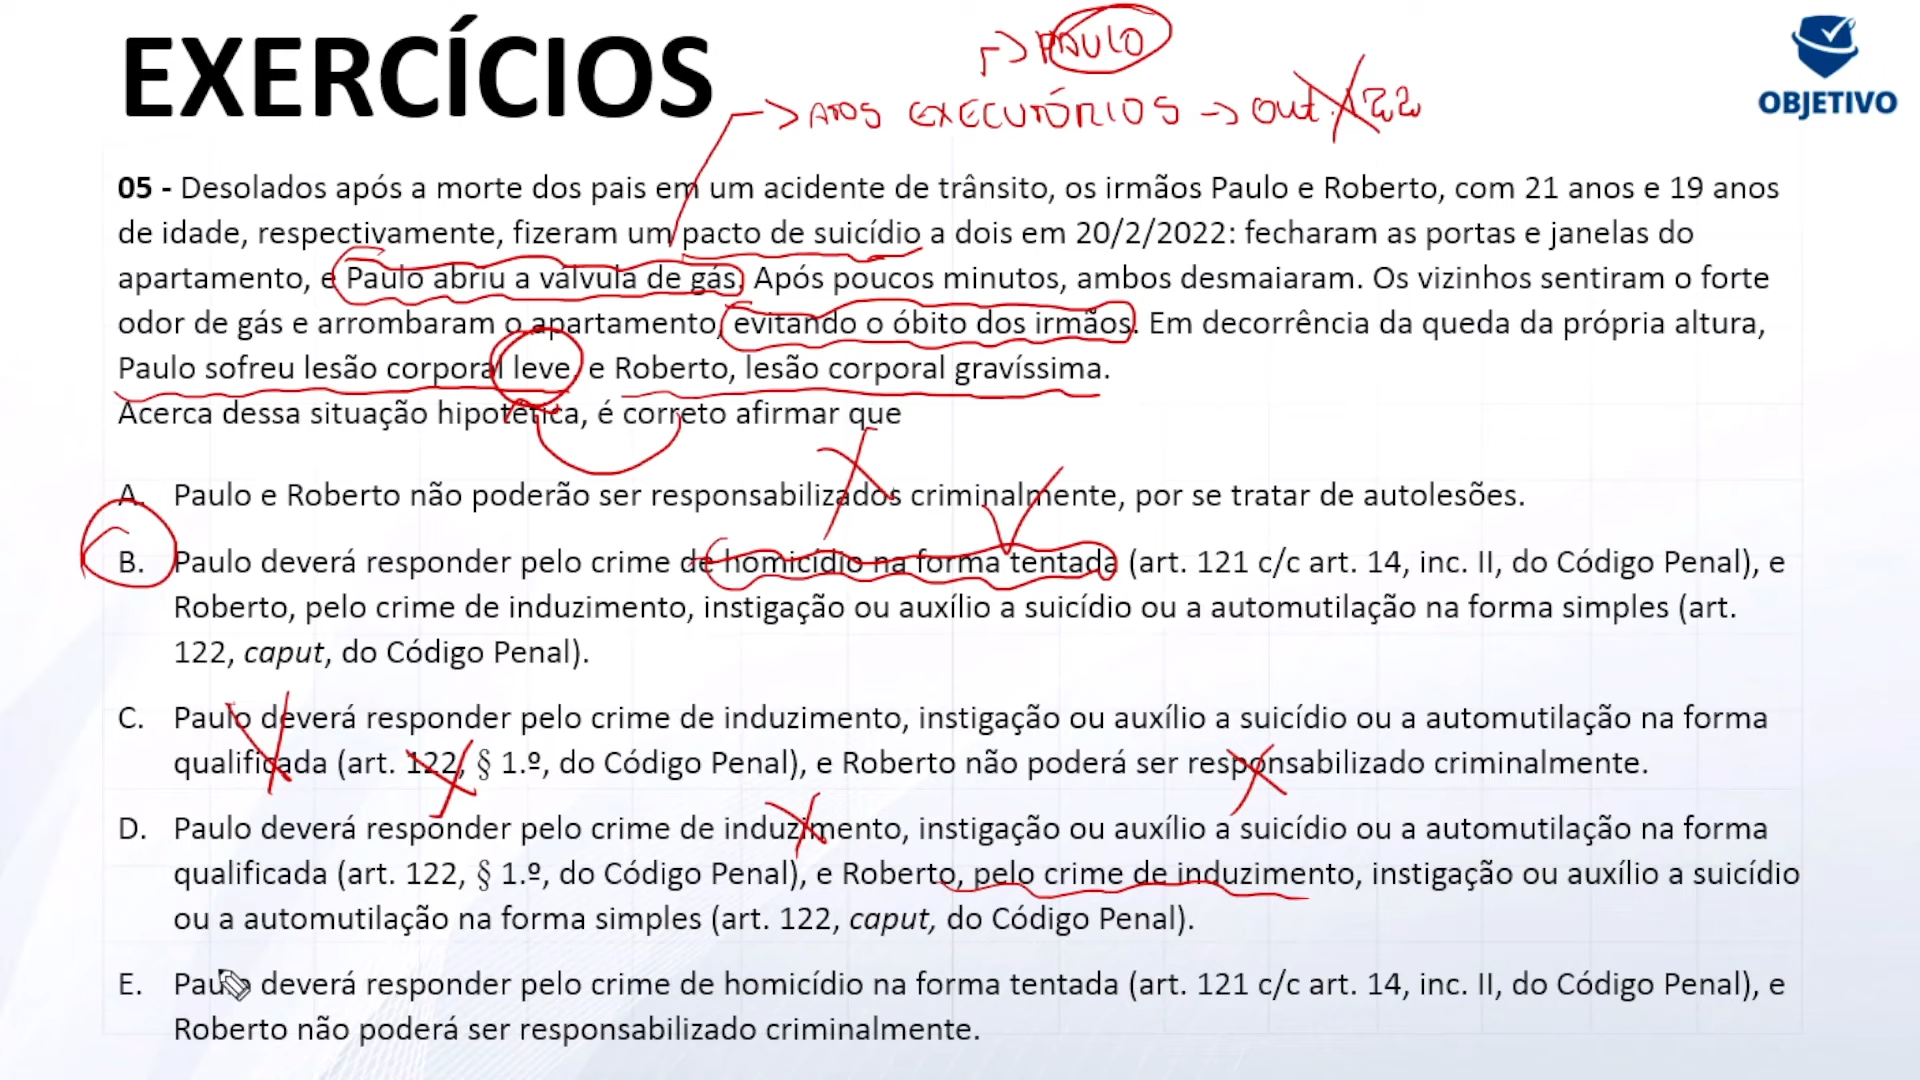 EXERCÍCIOS
PAULO
ATOS EXECUTÓRIOS → out
OBJETIVO
05 - Desolados após a morte dos pais em um acidente de trânsito, os irmãos Paulo e Roberto, com 21 anos e 19 anos
de idade, respectivamente, fizeram um pacto de suicídio a dois em 20/2/2022: fecharam as portas e janelas do
apartamento, e Paulo abriu a válvula de gás. Após poucos minutos, ambos desmaiaram. Os vizinhos sentiram o forte
odor de gás e arrombaram o apartamento, evitando o óbito dos irmãos. Em decorrência da queda da própria altura,
Paulo sofreu lesão corporal leve, e Roberto, lesão corporal gravíssima.
Acerca dessa situação hipotética, é correto afirmar que
A. Paulo e Roberto não poderão ser responsabilizados criminalmente, por se tratar de autolesões.
B. Paulo deverá responder pelo crime de homicídio na forma tentada (art. 121 c/c art. 14, inc. II, do Código Penal), e
Roberto, pelo crime de induzimento, instigação ou auxílio a suicídio ou a automutilação na forma simples (art.
122, caput, do Código Penal).
C. Paulo deverá responder pelo crime de induzimento, instigação ou auxílio a suicídio ou a automutilação na forma
qualificada (art. 122, § 1.º, do Código Penal), e Roberto não poderá ser responsabilizado criminalmente.
D. Paulo deverá responder pelo crime de induzimento, instigação ou auxílio a suicídio ou a automutilação na forma
qualificada (art. 122, § 1.º, do Código Penal), e Roberto, pelo crime de induzimento, instigação ou auxílio a suicídio
ou a automutilação na forma simples (art. 122, caput, do Código Penal).
E. Paulo deverá responder pelo crime de homicídio na forma tentada (art. 121 c/c art. 14, inc. II, do Código Penal), e
Roberto não poderá ser responsabilizado criminalmente.